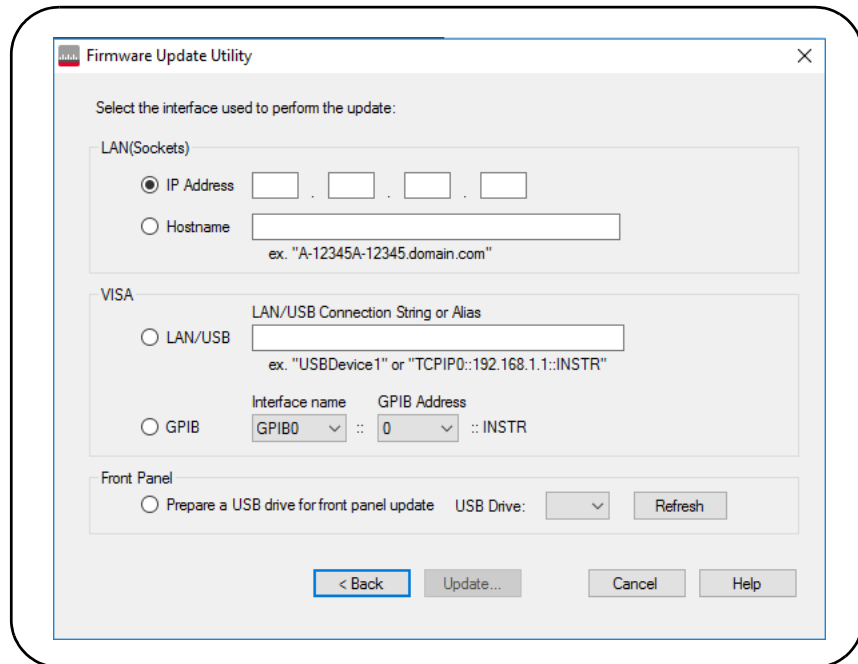 Firmware Update Utility
Select the interface used to perform the update:
LAN(Sockets)
IP Address . . .
Hostname
ex. "A-12345A-12345.domain.com"
VISA
LAN/USB Connection String or Alias
LAN/USB
ex. "USBDevice1" or "TCPIP0::192.168.1.1::INSTR"
Interface name GPIB Address
GPIB GPIB0 :: 0 :: INSTR
Front Panel
Prepare a USB drive for front panel update USB Drive: Refresh
< Back Update... Cancel Help